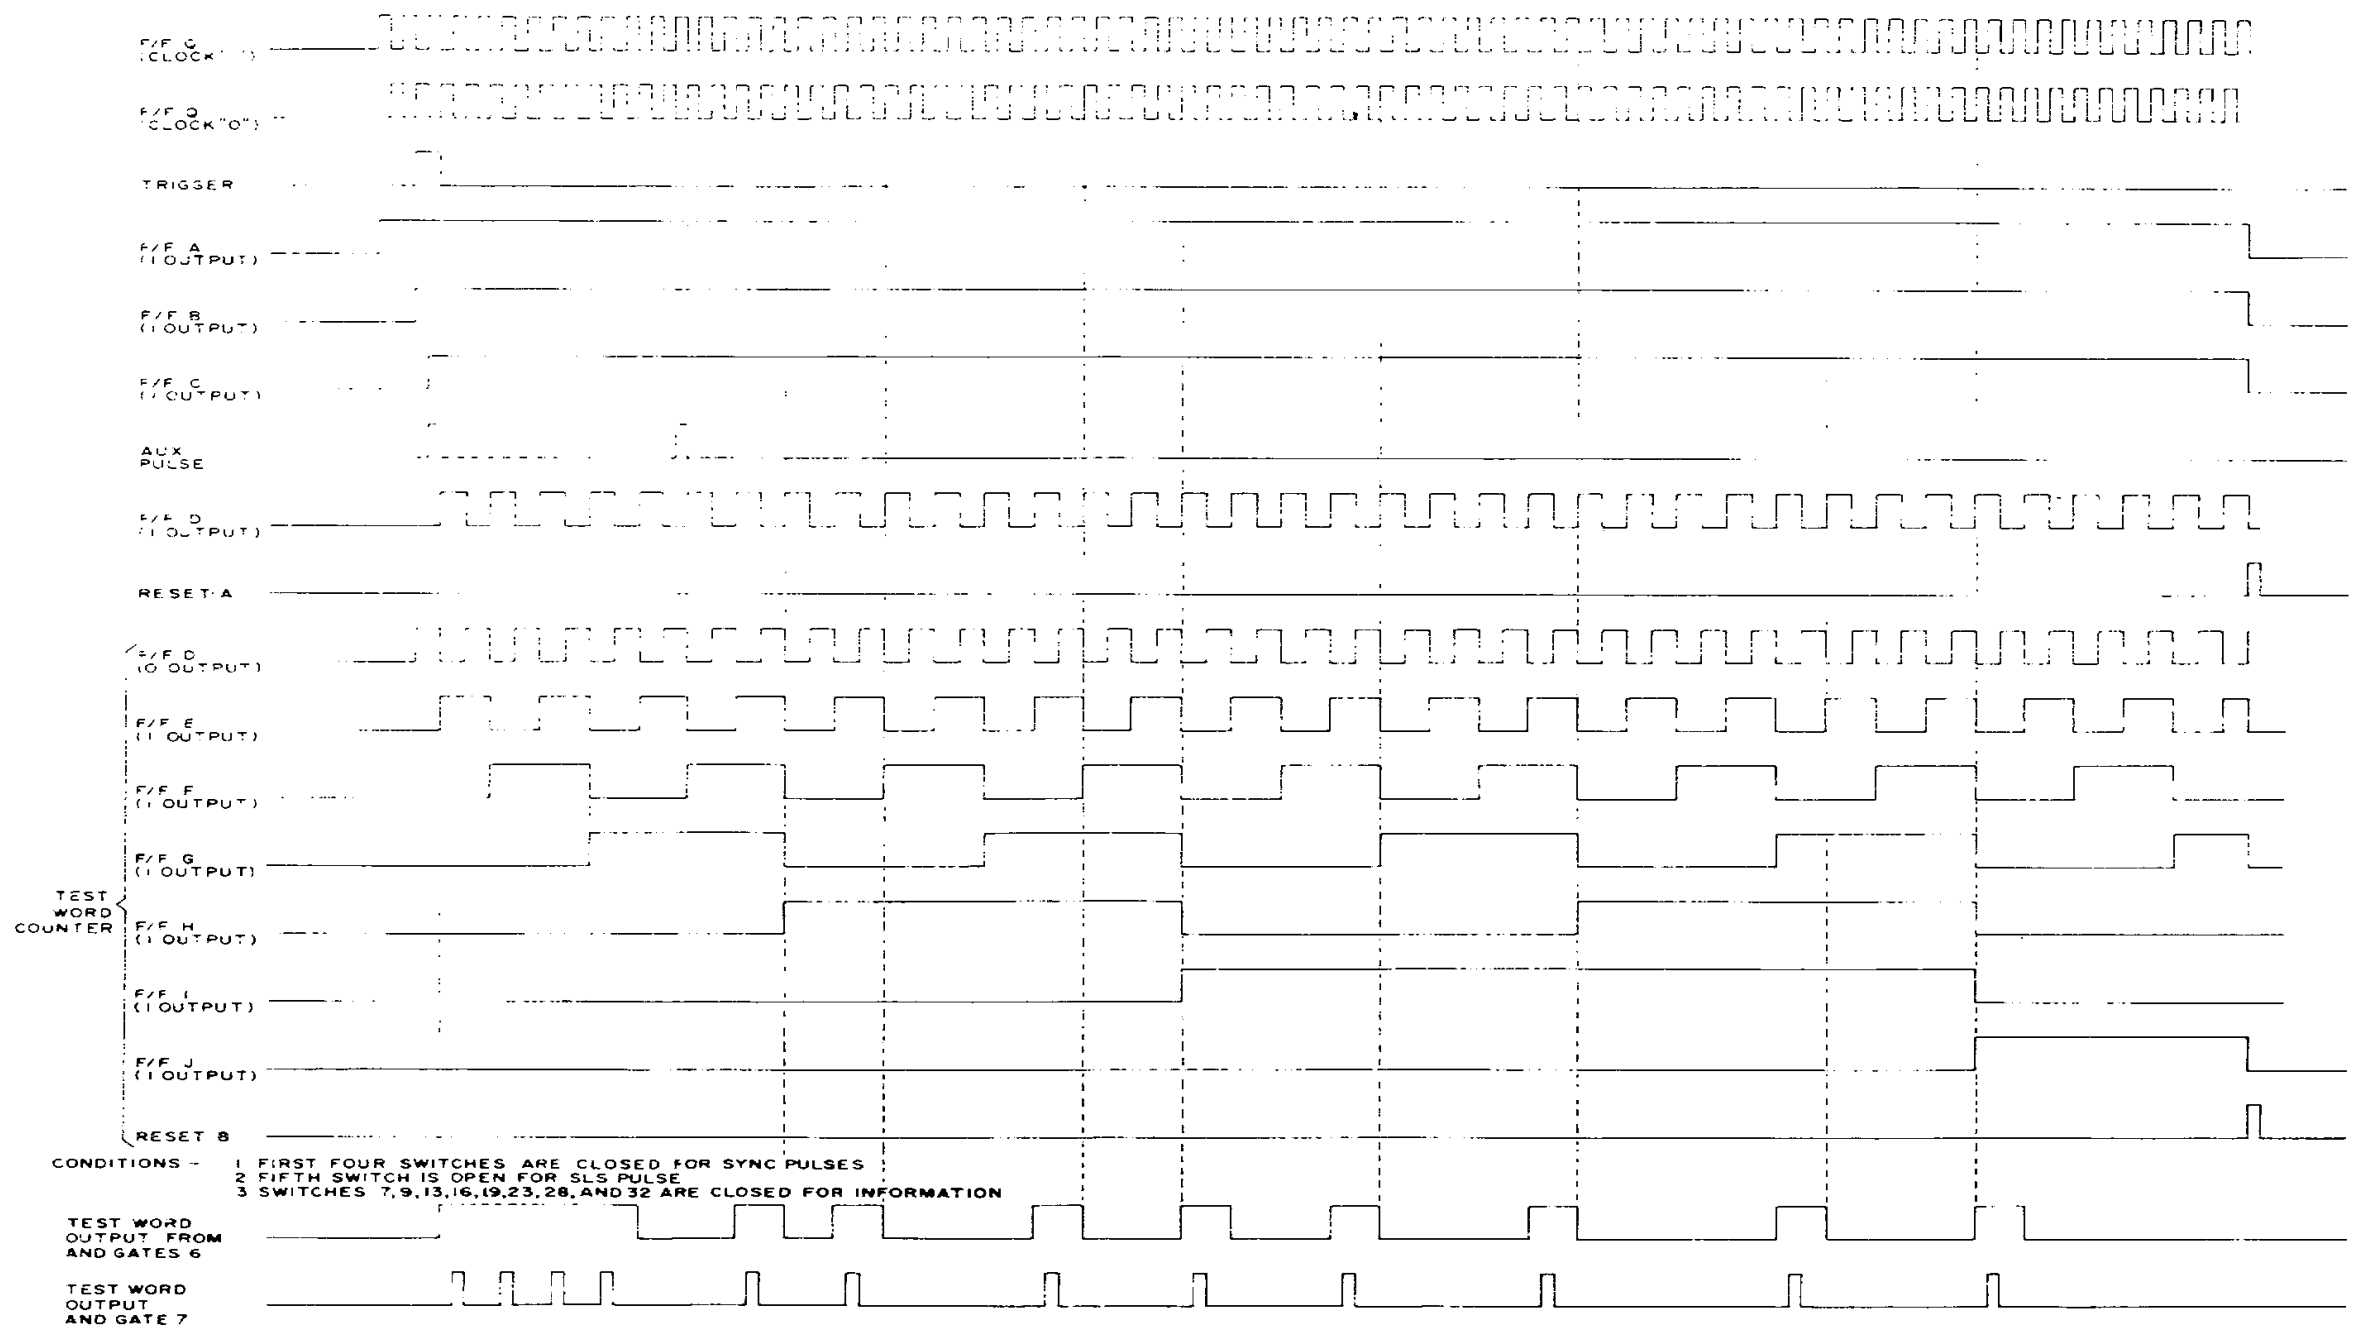 F/F Q
(CLOCK "1")
F/F Q
(CLOCK "0")
TRIGGER
F/F A
(1 OUTPUT)
F/F B
(1 OUTPUT)
F/F C
(1 OUTPUT)
AUX
PULSE
F/F D
(1 OUTPUT)
RESET A
F/F D
(0 OUTPUT)
F/F E
(1 OUTPUT)
F/F F
(1 OUTPUT)
F/F G
(1 OUTPUT)
TEST
WORD
COUNTER
F/F H
(1 OUTPUT)
F/F I
(1 OUTPUT)
F/F J
(1 OUTPUT)
RESET B
CONDITIONS - 1 FIRST FOUR SWITCHES ARE CLOSED FOR SYNC PULSES
2 FIFTH SWITCH IS OPEN FOR SLS PULSE
3 SWITCHES 7,9,13,16,19,23,28, AND 32 ARE CLOSED FOR INFORMATION
TEST WORD
OUTPUT FROM
AND GATES 6
TEST WORD
OUTPUT
AND GATE 7